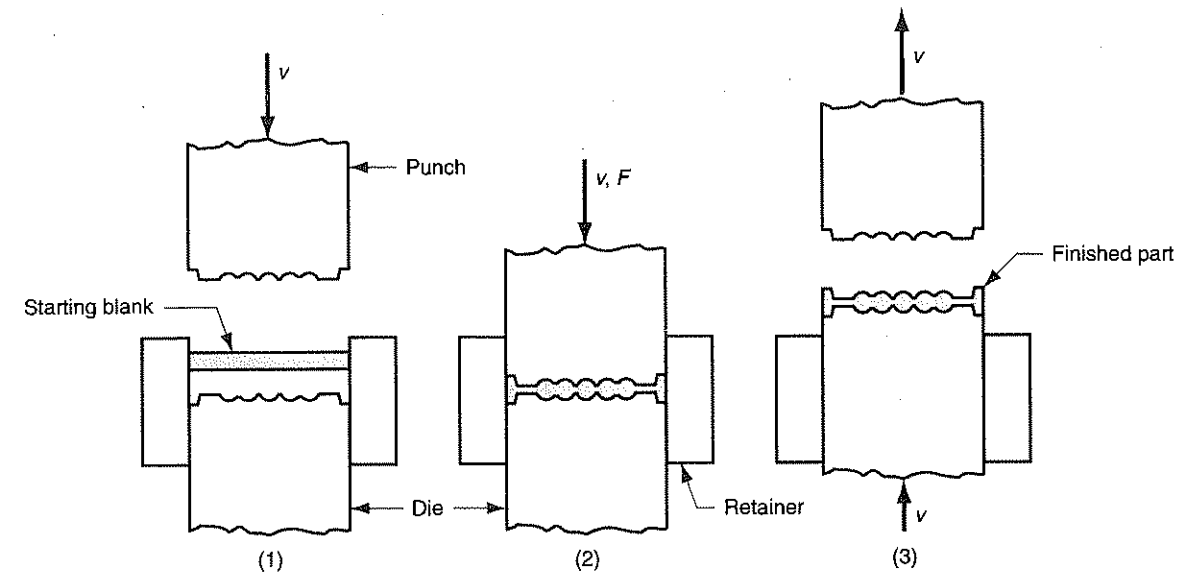 v
Punch
Starting blank
Die
(1)
v, F
Retainer
(2)
v
Finished part
v
(3)